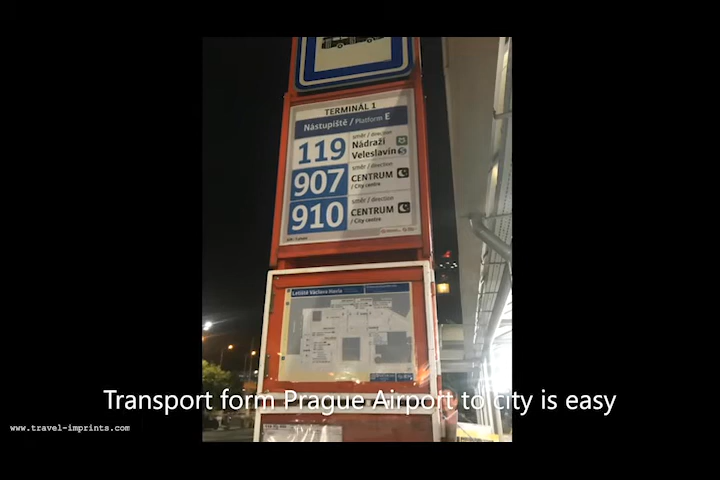 TERMINÁL 1
Nástupiště / Platform E
119 směr / direction
Nádraží
Veleslavín
907 směr / direction
CENTRUM
/ City centre
910 směr / direction
CENTRUM
/ City centre
Letiště Václava Havla
Transport form Prague Airport to city is easy
www.travel-imprints.com